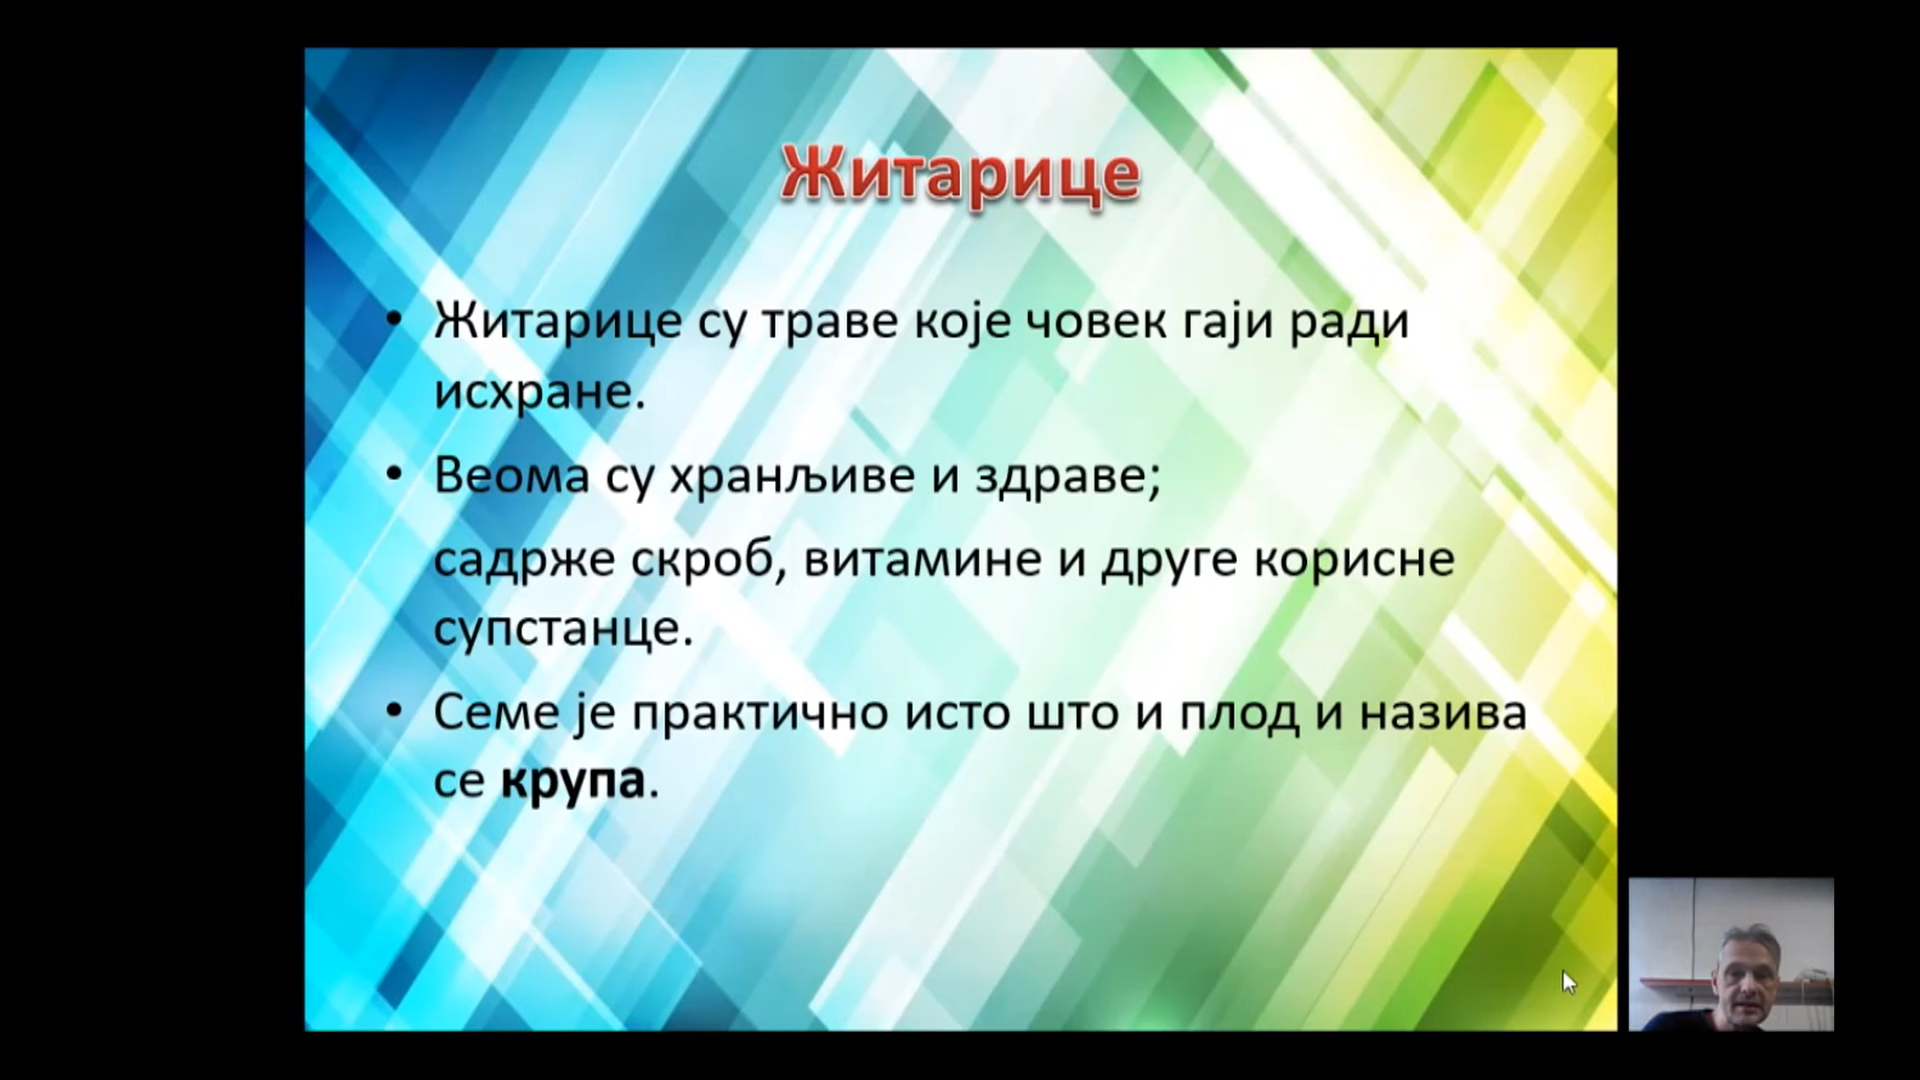 Житарице
• Житарице су траве које човек гаји ради
исхране.
• Веома су хранљиве и здраве;
садрже скроб, витамине и друге корисне
супстанце.
• Семе је практично исто што и плод и назива
се крупа.